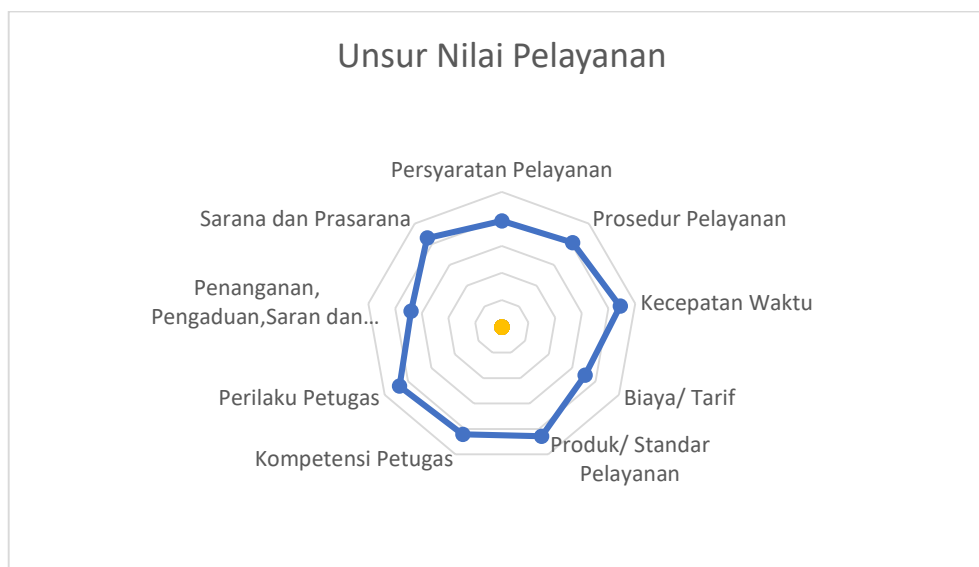 Unsur Nilai Pelayanan
Persyaratan Pelayanan
Prosedur Pelayanan
Kecepatan Waktu
Biaya/ Tarif
Produk/ Standar
Pelayanan
Kompetensi Petugas
Perilaku Petugas
Penanganan,
Pengaduan,Saran dan...
Sarana dan Prasarana